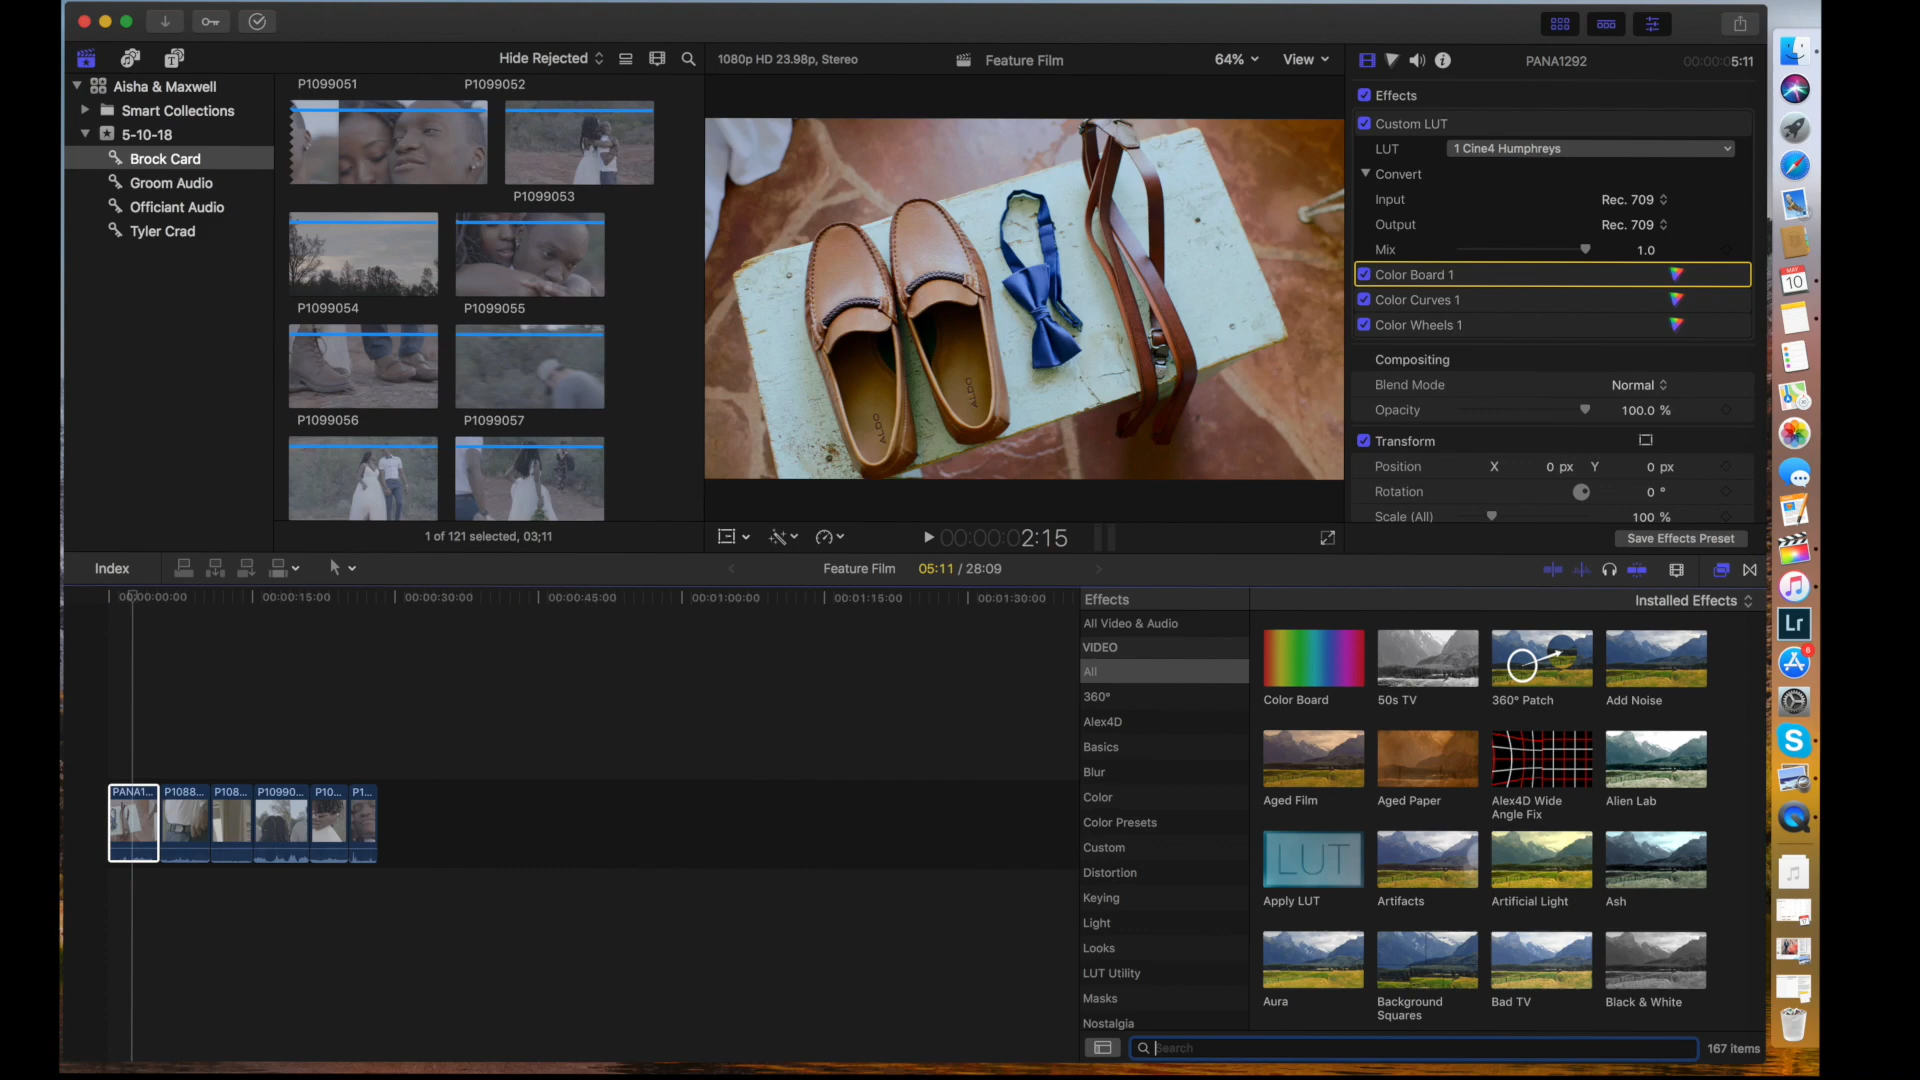 Hide Rejected
1080p HD 23.98p, Stereo
Feature Film
64%
View
PANA1292
00:00:05:11
Aisha & Maxwell
Smart Collections
5-10-18
Brock Card
Groom Audio
Officiant Audio
Tyler Crad
P1099051
P1099052
P1099053
P1099054
P1099055
P1099056
P1099057
1 of 121 selected, 03;11
ALDO
ALDO
00:00:02:15
Effects
Custom LUT
LUT
1 Cine4 Humphreys
Convert
Input
Rec. 709
Output
Rec. 709
Mix
1.0
Color Board 1
Color Curves 1
Color Wheels 1
Compositing
Blend Mode
Normal
Opacity
100.0 %
Transform
Position
X
0 px
Y
0 px
Rotation
0 °
Scale (All)
100 %
Save Effects Preset
Index
Feature Film
05:11 / 28:09
00:00:00:00
00:00:15:00
00:00:30:00
00:00:45:00
00:01:00:00
00:01:15:00
00:01:30:00
PANA1...
P1088...
P108...
P10990...
P10...
P1...
Effects
Installed Effects
All Video & Audio
VIDEO
All
360°
Alex4D
Basics
Blur
Color
Color Presets
Custom
Distortion
Keying
Light
Looks
LUT Utility
Masks
Nostalgia
Color Board
50s TV
360° Patch
Add Noise
Aged Film
Aged Paper
Alex4D Wide
Angle Fix
Alien Lab
LUT
Apply LUT
Artifacts
Artificial Light
Ash
Aura
Background
Squares
Bad TV
Black & White
Search
167 items
MAY
10
Lr
6
S